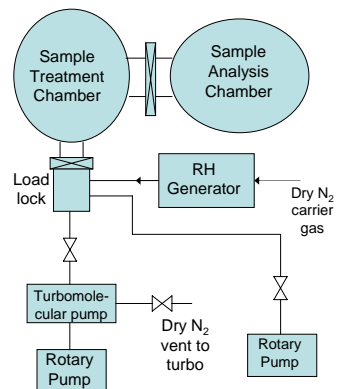 Sample
Treatment
Chamber
Sample
Analysis
Chamber
Load
lock
RH
Generator
Dry N₂
carrier
gas
Turbomole-
cular pump
Dry N₂
vent to
turbo
Rotary
Pump
Rotary
Pump